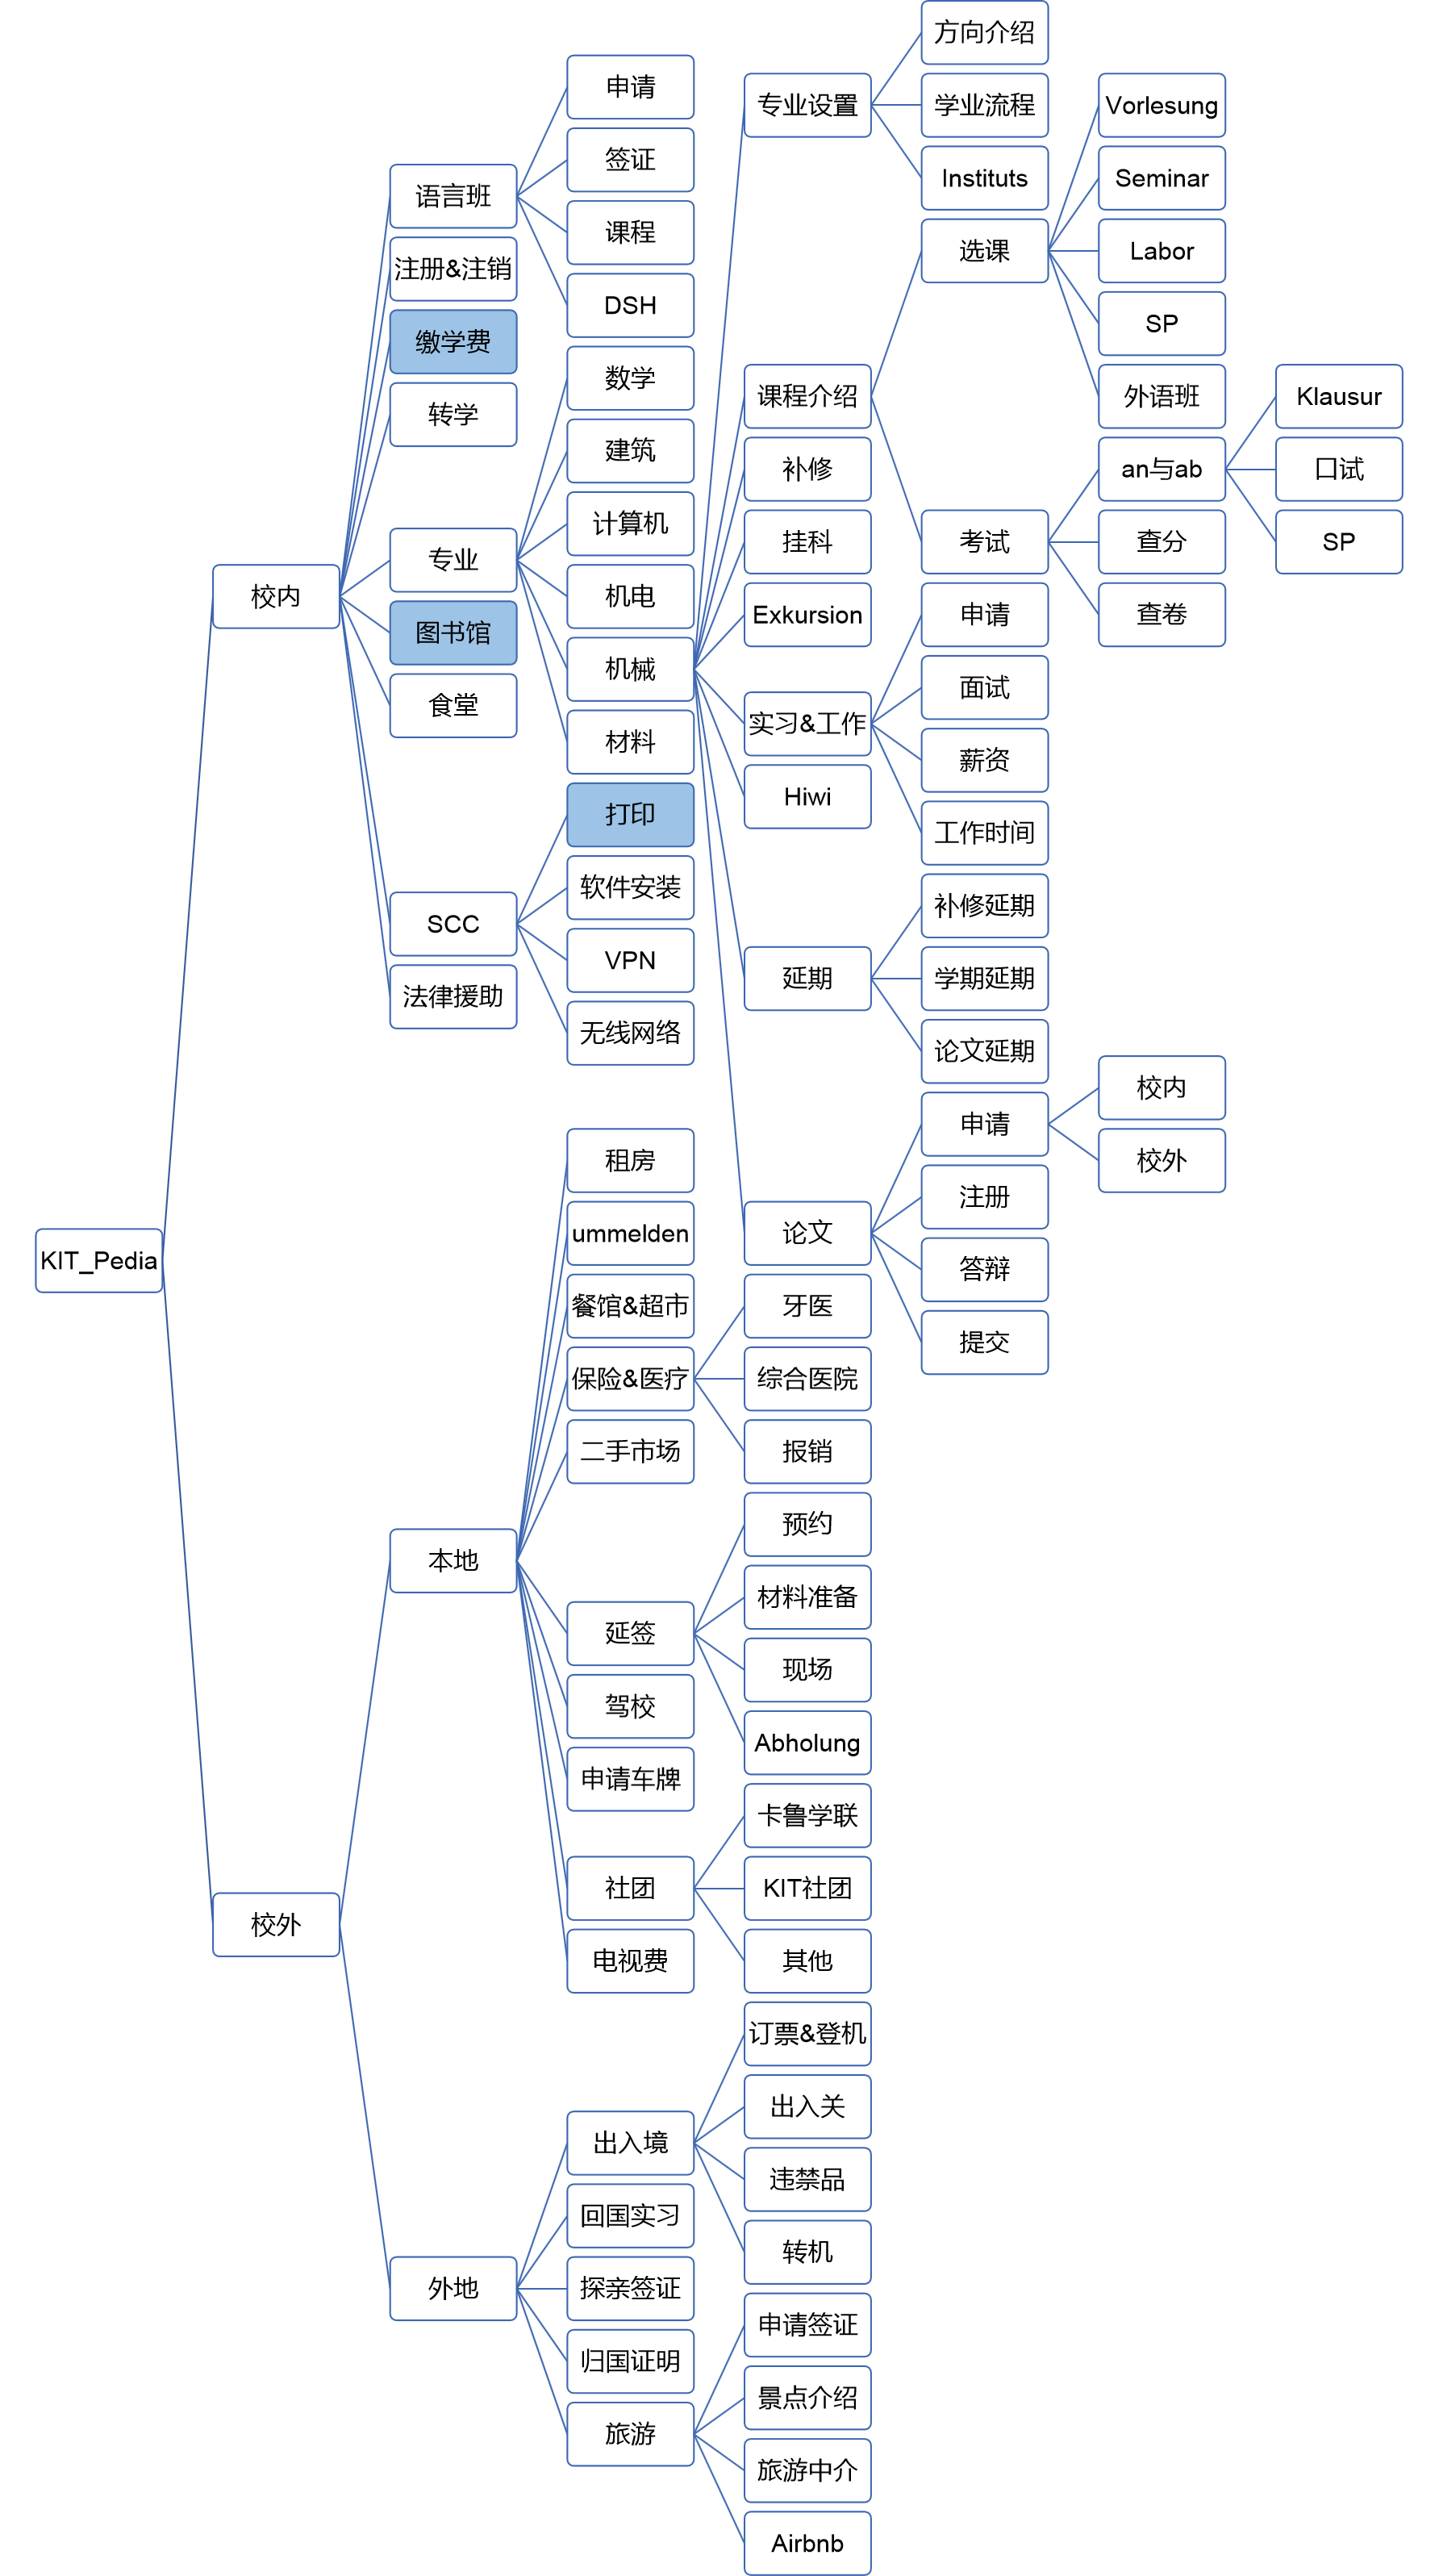 KIT_Pedia
校内
语言班
申请
签证
课程
DSH
注册&注销
缴学费
转学
专业
数学
建筑
计算机
机电
机械
专业设置
方向介绍
学业流程
Instituts
课程介绍
选课
Vorlesung
Seminar
Labor
SP
外语班
考试
an与ab
Klausur
口试
SP
查分
查卷
补修
挂科
Exkursion
实习&工作
申请
面试
薪资
工作时间
Hiwi
延期
补修延期
学期延期
论文延期
论文
申请
校内
校外
注册
答辩
提交
材料
图书馆
食堂
SCC
打印
软件安装
VPN
无线网络
法律援助
校外
本地
租房
ummelden
餐馆&超市
保险&医疗
牙医
综合医院
报销
二手市场
延签
预约
材料准备
现场
Abholung
驾校
申请车牌
社团
卡鲁学联
KIT社团
其他
电视费
外地
出入境
订票&登机
出入关
违禁品
转机
回国实习
探亲签证
归国证明
旅游
申请签证
景点介绍
旅游中介
Airbnb